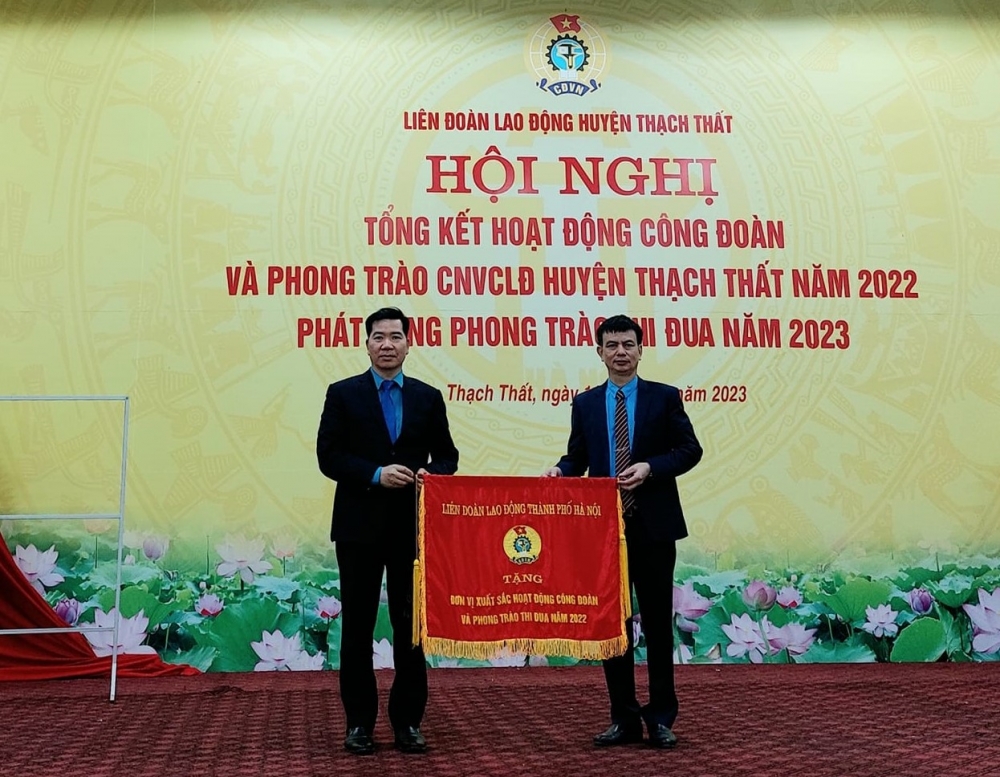 CĐVN
LIÊN ĐOÀN LAO ĐỘNG HUYỆN THẠCH THẤT
HỘI NGHỊ
TỔNG KẾT HOẠT ĐỘNG CÔNG ĐOÀN
VÀ PHONG TRÀO CNVCLĐ HUYỆN THẠCH THẤT NĂM 2022
PHÁT PHONG TRÀO THI ĐUA NĂM 2023
Thạch Thất, ngày năm 2023
LIÊN ĐOÀN LAO ĐỘNG THÀNH PHỐ HÀ NỘI
TẶNG
ĐƠN VỊ XUẤT SẮC HOẠT ĐỘNG CÔNG ĐOÀN
VÀ PHONG TRÀO THI ĐUA NĂM 2022